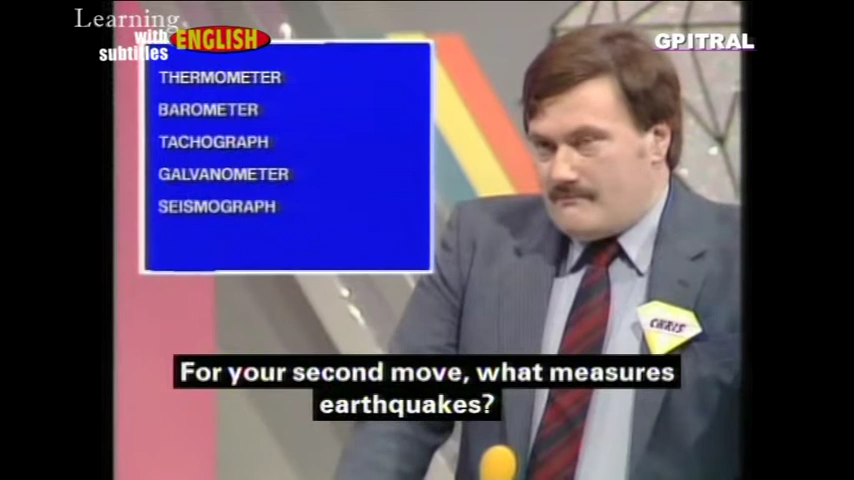 Learning
with ENGLISH
subtitles
GPITRAL
THERMOMETER
BAROMETER
TACHOGRAPH
GALVANOMETER
SEISMOGRAPH
CHRIS
For your second move, what measures
earthquakes?